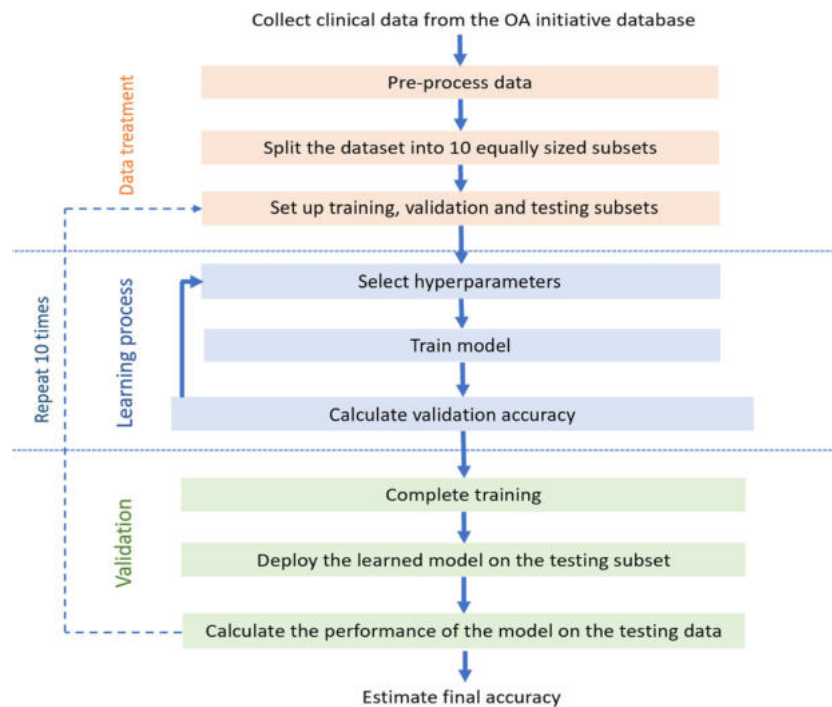 Collect clinical data from the OA initiative database
Data treatment
Pre-process data
Split the dataset into 10 equally sized subsets
Set up training, validation and testing subsets
Repeat 10 times
Learning process
Select hyperparameters
Train model
Calculate validation accuracy
Validation
Complete training
Deploy the learned model on the testing subset
Calculate the performance of the model on the testing data
Estimate final accuracy